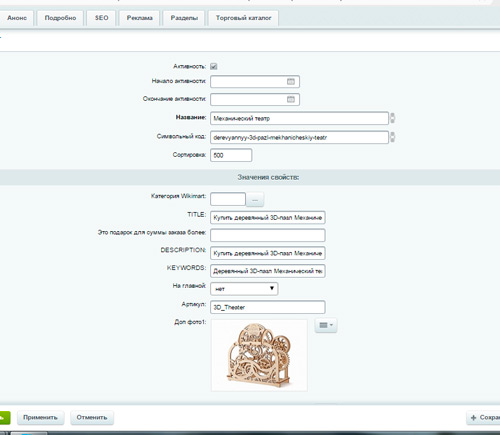 Анонс Подробно SEO Реклама Разделы Торговый каталог
Активность:
Начало активности:
Окончание активности:
Название: Механический театр
Символьный код: derevyannyy-3d-pazl-mekhanicheskiy-teatr
Сортировка: 500
Значения свойств:
Категория Wikimart: ...
TITLE: Купить деревянный 3D-пазл Механиче
Это подарок для суммы заказа более:
DESCRIPTION: Купить деревянный 3D-пазл Механиче
KEYWORDS: Деревянный 3D-пазл Механический теа
На главной: нет
Артикул: 3D_Theater
Доп фото1:
Применить Отменить Сохра